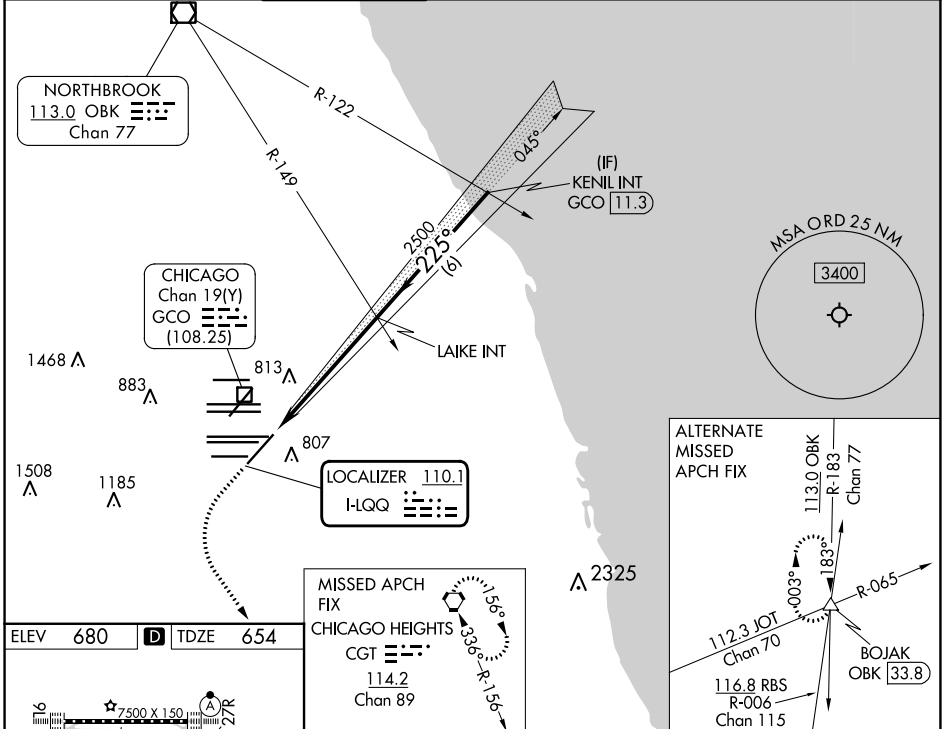 NORTHBROOK
113.0 OBK
Chan 77
R-122
R-149
045°
(IF)
KENIL INT
GCO 11.3
2500
225°
(6)
MSA ORD 25 NM
3400
CHICAGO
Chan 19(Y)
GCO
(108.25)
LAIKE INT
1468
883
813
807
1508
1185
LOCALIZER 110.1
I-LQQ
2325
ALTERNATE
MISSED
APCH FIX
113.0 OBK
R-183
Chan 77
003°
183°
R-065
112.3 JOT
Chan 70
BOJAK
OBK 33.8
116.8 RBS
R-006
Chan 115
MISSED APCH
FIX
CHICAGO HEIGHTS
CGT
114.2
Chan 89
156°
336°
R-156
ELEV 680 D TDZE 654
16
7500 X 150
A
27R